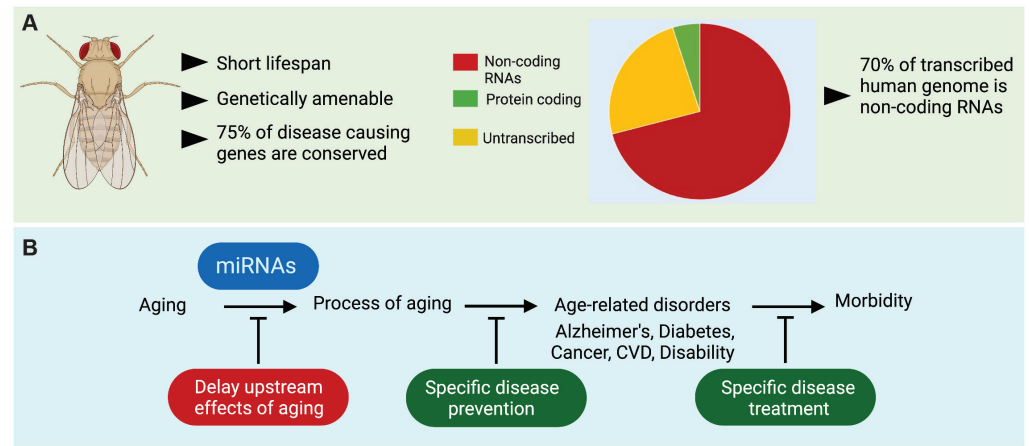 A
Short lifespan
Genetically amenable
75% of disease causing
genes are conserved
Non-coding
RNAs
Protein coding
Untranscribed
70% of transcribed
human genome is
non-coding RNAs
B
miRNAs
Aging
Process of aging
Age-related disorders
Morbidity
Alzheimer's, Diabetes,
Cancer, CVD, Disability
Delay upstream
effects of aging
Specific disease
prevention
Specific disease
treatment